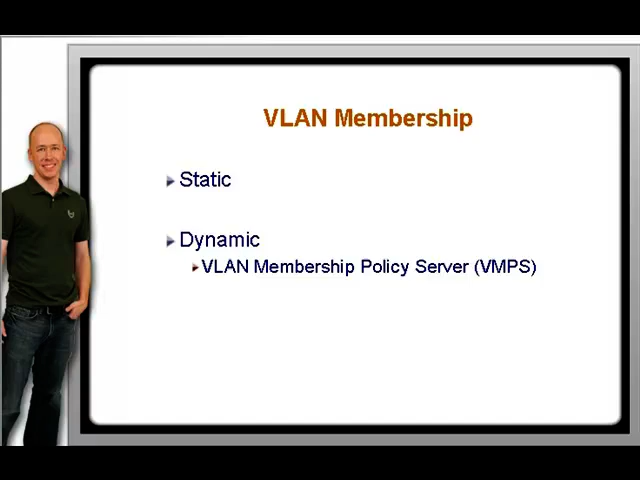 VLAN Membership
Static
Dynamic
VLAN Membership Policy Server (VMPS)